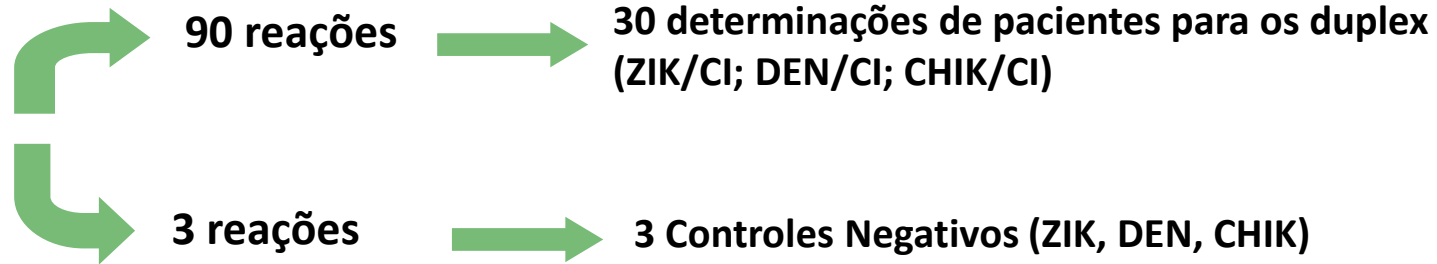 90 reações
30 determinações de pacientes para os duplex
(ZIK/CI; DEN/CI; CHIK/CI)
3 reações
3 Controles Negativos (ZIK, DEN, CHIK)